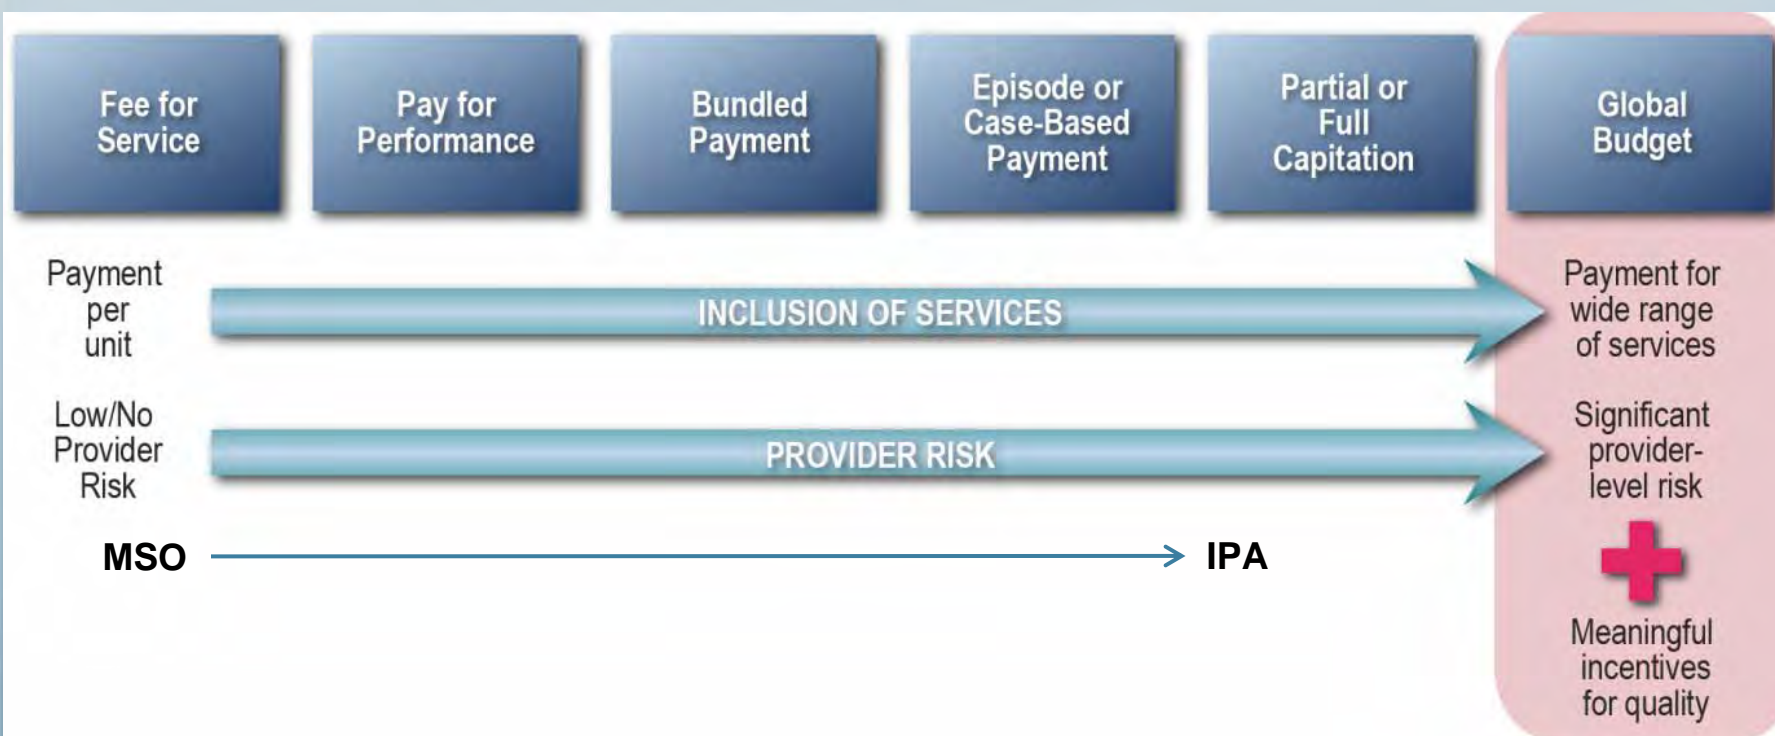 Fee for
Service
Pay for
Performance
Bundled
Payment
Episode or
Case-Based
Payment
Partial or
Full
Capitation
Global
Budget
Payment
per
unit
INCLUSION OF SERVICES
Payment for
wide range
of services
Low/No
Provider
Risk
PROVIDER RISK
Significant
provider-
level risk
MSO
IPA
Meaningful
incentives
for quality